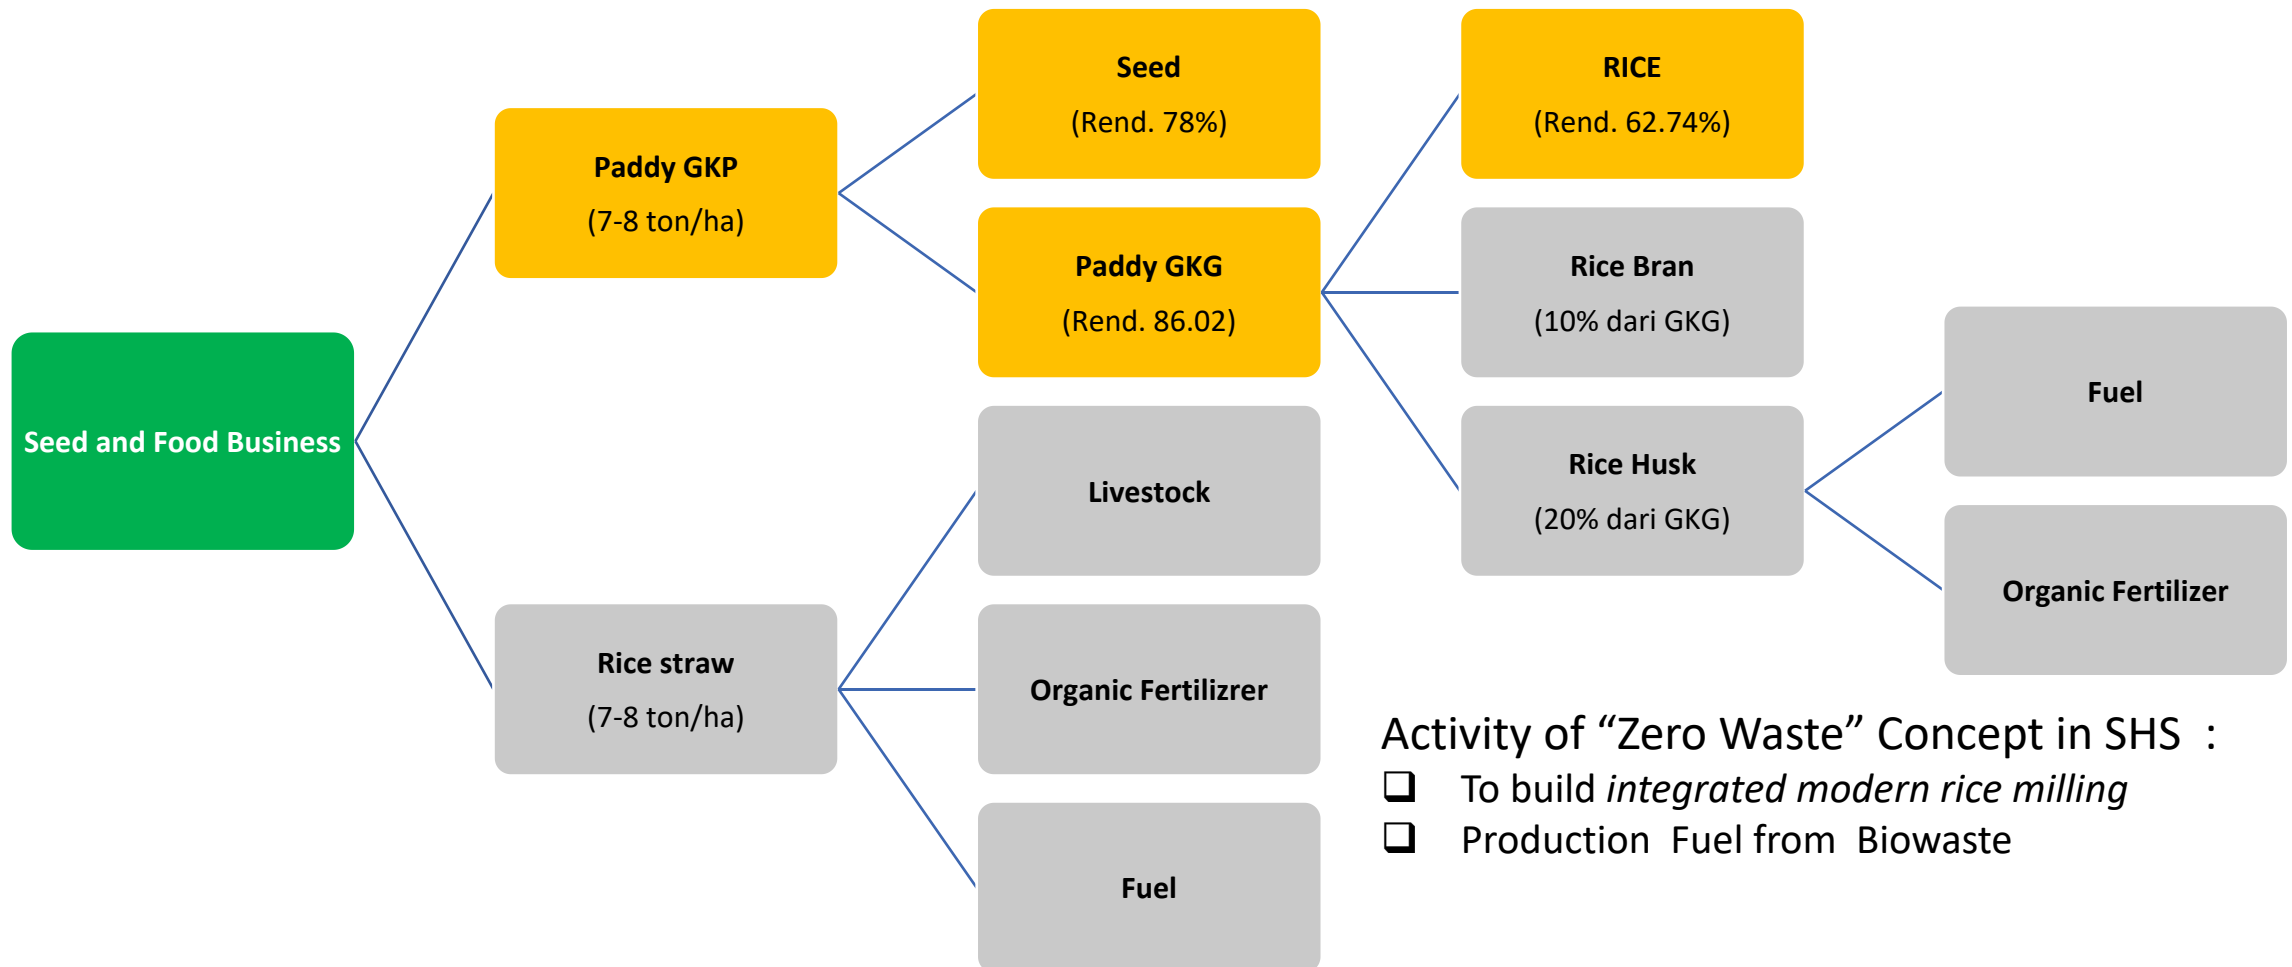 Seed and Food Business
Paddy GKP
(7-8 ton/ha)
Rice straw
(7-8 ton/ha)
Seed
(Rend. 78%)
Paddy GKG
(Rend. 86.02)
Livestock
Organic Fertilizrer
Fuel
RICE
(Rend. 62.74%)
Rice Bran
(10% dari GKG)
Rice Husk
(20% dari GKG)
Fuel
Organic Fertilizer
Activity of “Zero Waste” Concept in SHS :
❑ To build integrated modern rice milling
❑ Production Fuel from Biowaste